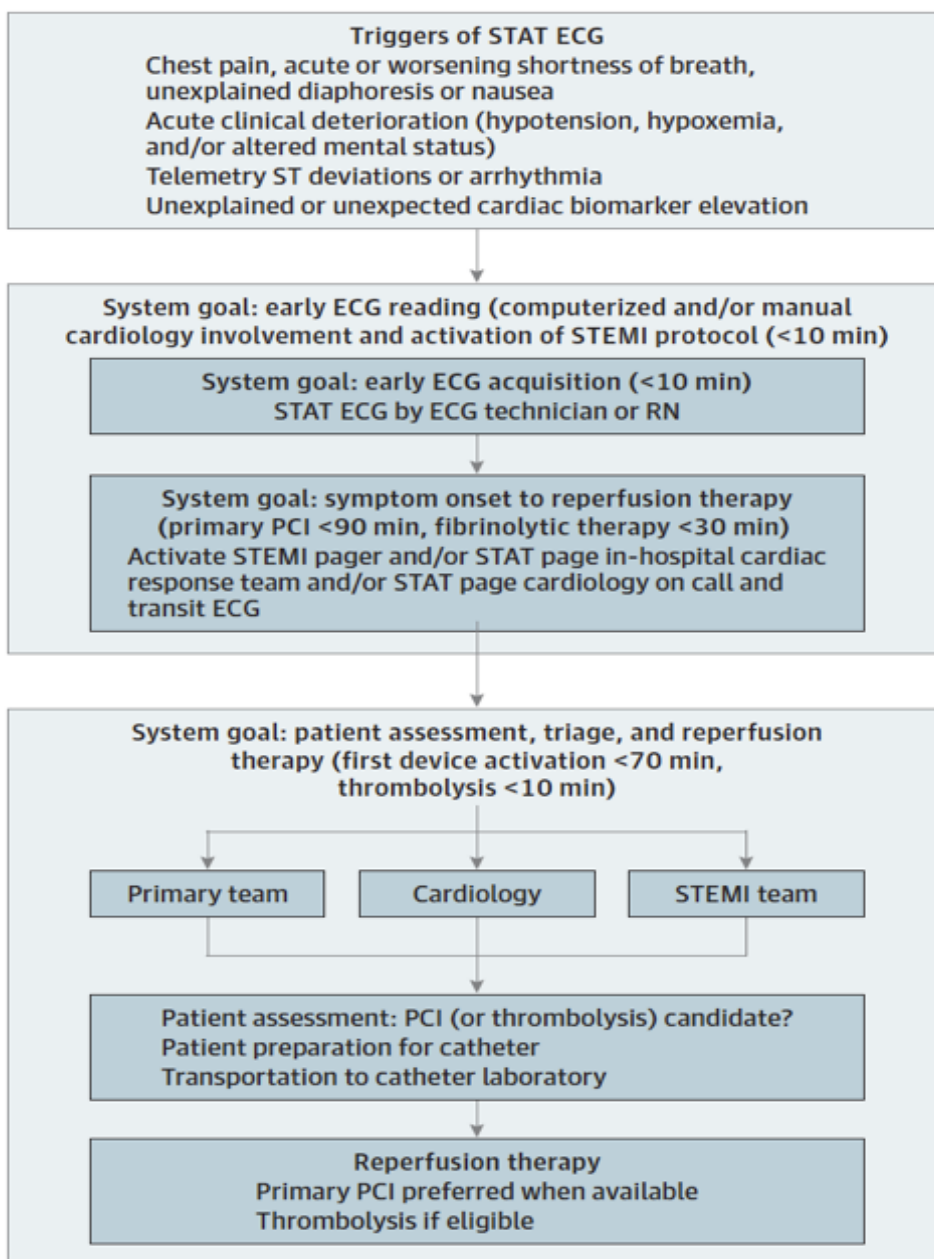 Triggers of STAT ECG
Chest pain, acute or worsening shortness of breath,
unexplained diaphoresis or nausea
Acute clinical deterioration (hypotension, hypoxemia,
and/or altered mental status)
Telemetry ST deviations or arrhythmia
Unexplained or unexpected cardiac biomarker elevation
System goal: early ECG reading (computerized and/or manual
cardiology involvement and activation of STEMI protocol (<10 min)
System goal: early ECG acquisition (<10 min)
STAT ECG by ECG technician or RN
System goal: symptom onset to reperfusion therapy
(primary PCI <90 min, fibrinolytic therapy <30 min)
Activate STEMI pager and/or STAT page in-hospital cardiac
response team and/or STAT page cardiology on call and
transit ECG
System goal: patient assessment, triage, and reperfusion
therapy (first device activation <70 min,
thrombolysis <10 min)
Primary team
Cardiology
STEMI team
Patient assessment: PCI (or thrombolysis) candidate?
Patient preparation for catheter
Transportation to catheter laboratory
Reperfusion therapy
Primary PCI preferred when available
Thrombolysis if eligible